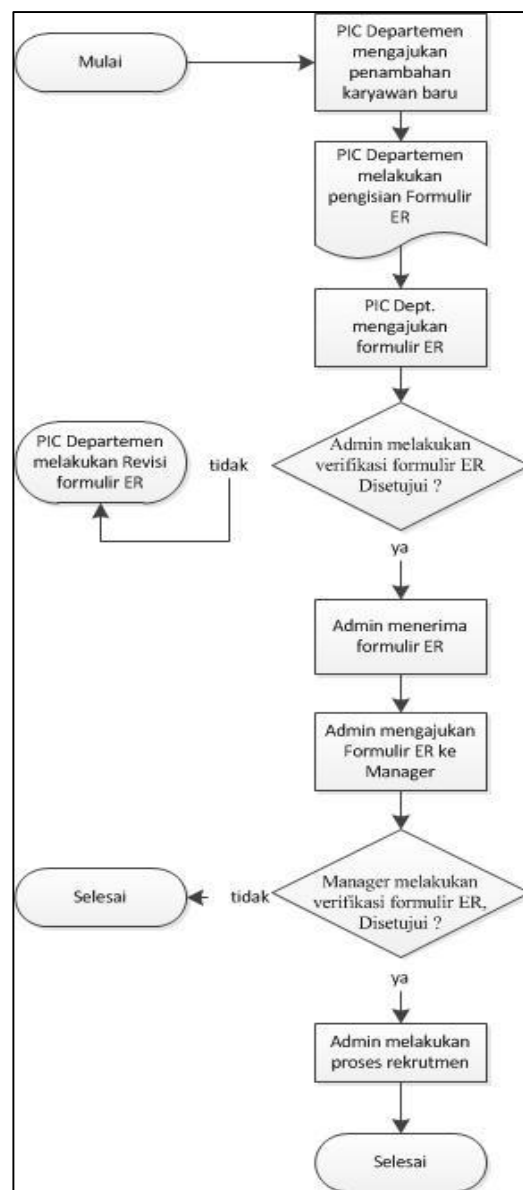 Mulai
PIC Departemen
mengajukan
penambahan
karyawan baru
PIC Departemen
melakukan
pengisian Formulir
ER
PIC Dept.
mengajukan
formulir ER
Admin melakukan
verifikasi formulir ER
Disetujui ?
tidak
PIC Departemen
melakukan Revisi
formulir ER
ya
Admin menerima
formulir ER
Admin mengajukan
Formulir ER ke
Manager
Manager melakukan
verifikasi formulir ER,
Disetujui ?
tidak
Selesai
ya
Admin melakukan
proses rekrutmen
Selesai